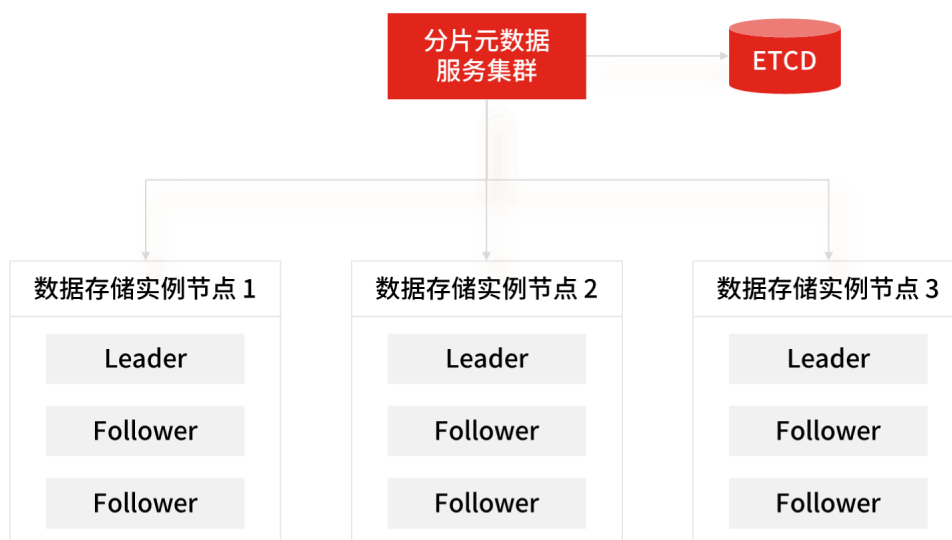 分片元数据
服务集群
ETCD
数据存储实例节点 1
Leader
Follower
Follower
数据存储实例节点 2
Leader
Follower
Follower
数据存储实例节点 3
Leader
Follower
Follower